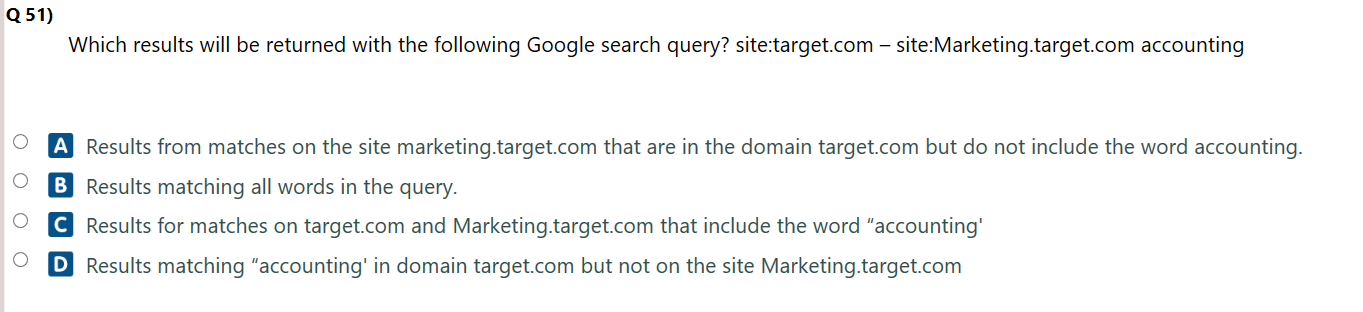 Q 51)
Which results will be returned with the following Google search query? site:target.com – site:Marketing.target.com accounting
A Results from matches on the site marketing.target.com that are in the domain target.com but do not include the word accounting.
B Results matching all words in the query.
C Results for matches on target.com and Marketing.target.com that include the word “accounting'
D Results matching “accounting' in domain target.com but not on the site Marketing.target.com